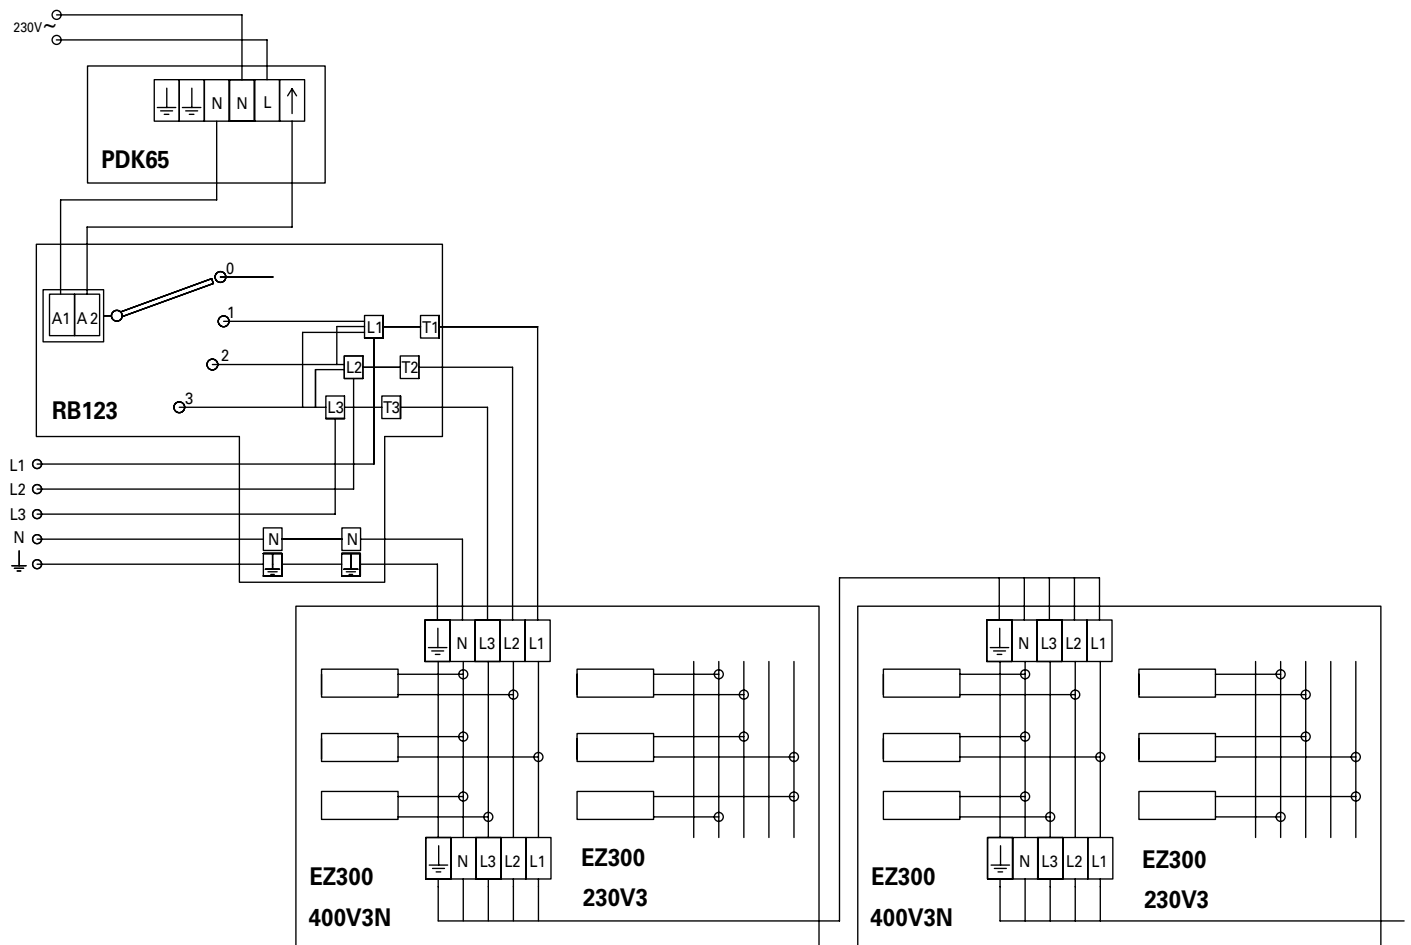 230V~
N N L ↑
PDK65
0
A1 A2
1
L1 T1
2
L2 T2
3
L3 T3
RB123
L1
L2
L3
N N N
N L3 L2 L1
N L3 L2 L1
N L3 L2 L1
EZ300
230V3
EZ300
400V3N
N L3 L2 L1
EZ300
230V3
EZ300
400V3N